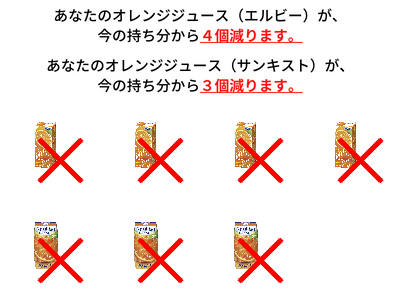 あなたのオレンジジュース（エルビー）が、
今の持ち分から４個減ります。
あなたのオレンジジュース（サンキスト）が、
今の持ち分から３個減ります。